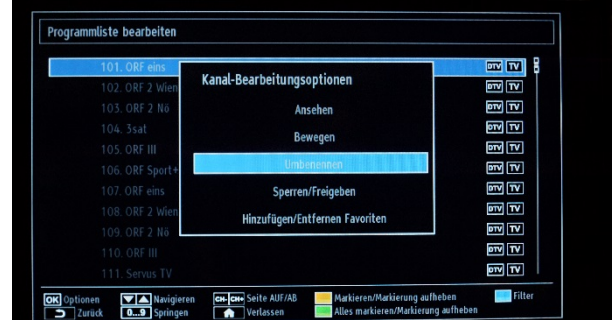 Programmliste bearbeiten
101. ORF eins DTV TV
102. ORF 2 Wien DTV TV
103. ORF 2 Nö DTV TV
104. 3sat DTV TV
105. ORF III DTV TV
106. ORF Sport+ DTV TV
107. ORF eins DTV TV
108. ORF 2 Wien DTV TV
109. ORF 2 Nö DTV TV
110. ORF III DTV TV
111. Servus TV DTV TV
Kanal-Bearbeitungsoptionen
Ansehen
Bewegen
Umbenennen
Sperren/Freigeben
Hinzufügen/Entfernen Favoriten
OK Optionen Navigieren CH- CH+ Seite AUF/AB Markieren/Markierung aufheben Filter
Zurück 0...9 Springen Verlassen Alles markieren/Markierung aufheben